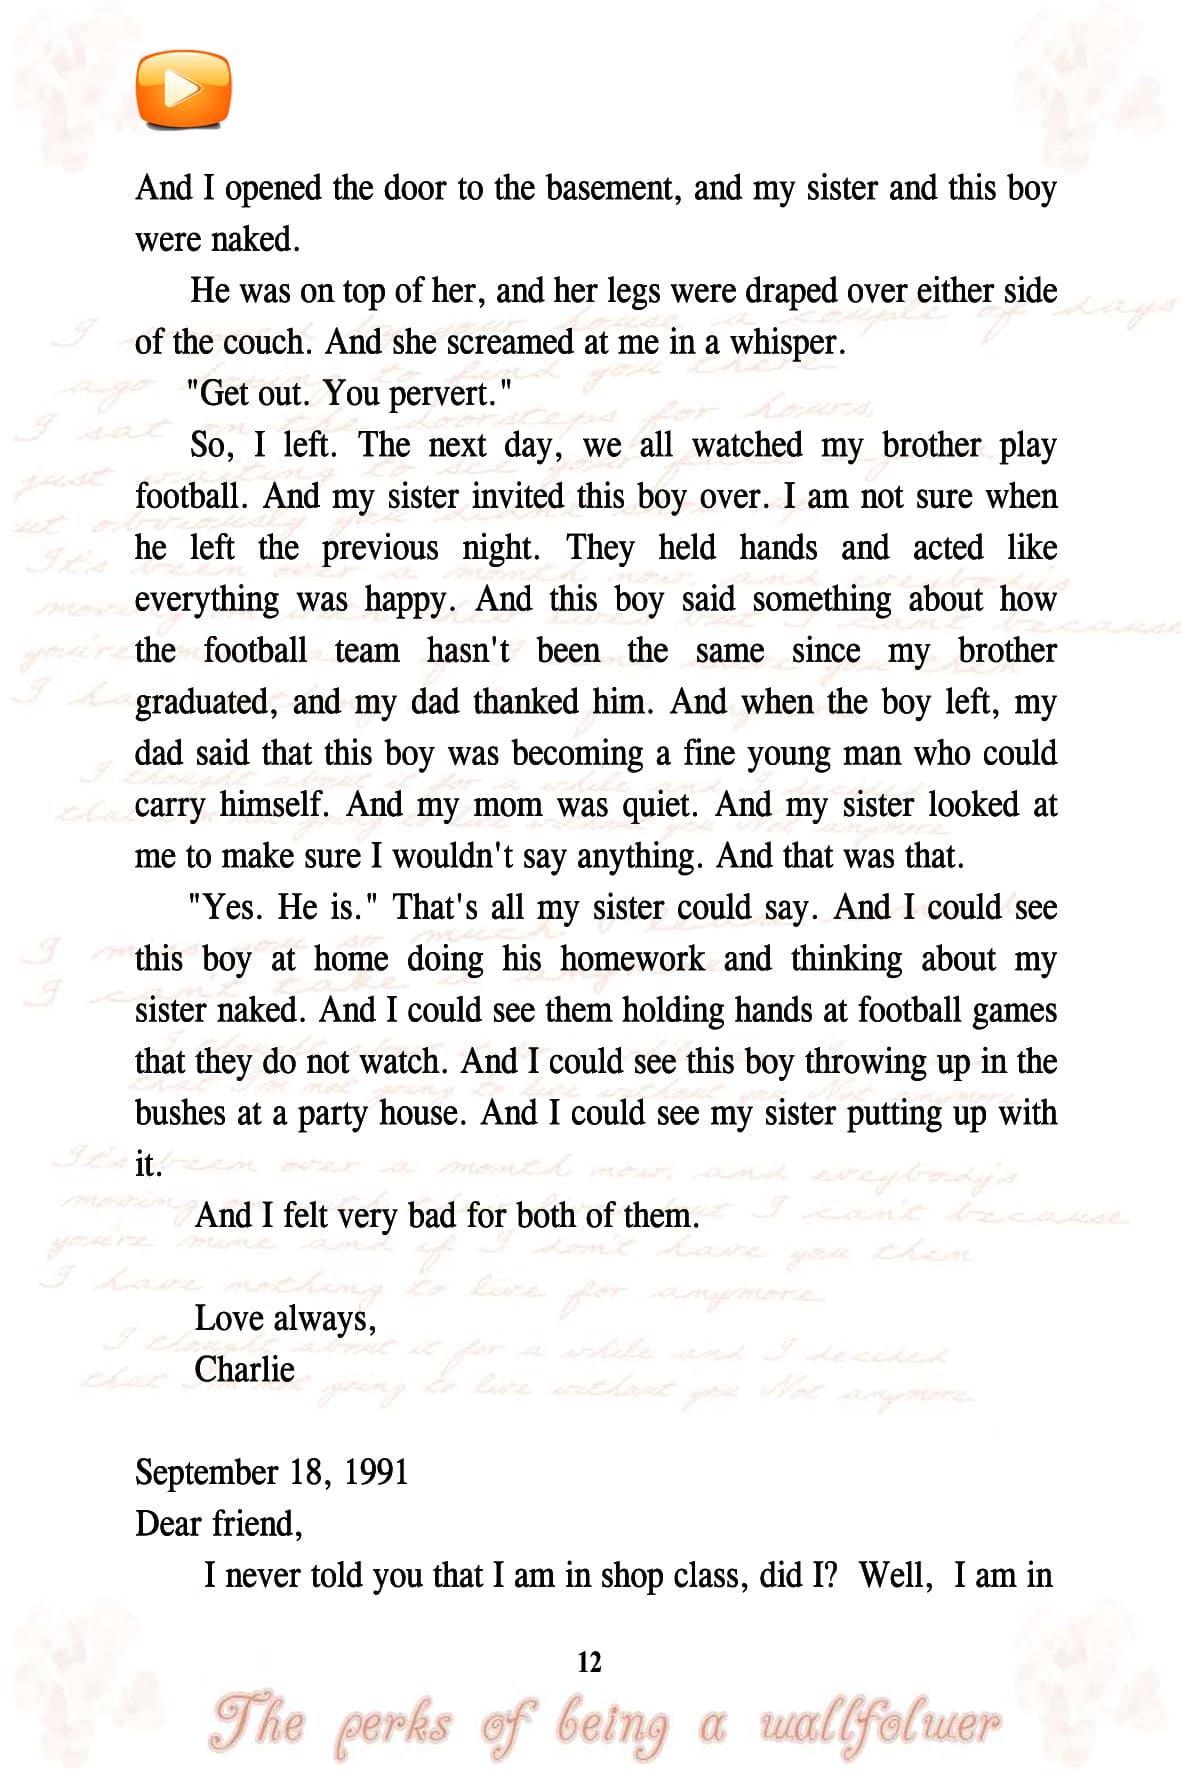 And I opened the door to the basement, and my sister and this boy
were naked.
He was on top of her, and her legs were draped over either side
of the couch. And she screamed at me in a whisper.
"Get out. You pervert."
So, I left. The next day, we all watched my brother play
football. And my sister invited this boy over. I am not sure when
he left the previous night. They held hands and acted like
everything was happy. And this boy said something about how
the football team hasn't been the same since my brother
graduated, and my dad thanked him. And when the boy left, my
dad said that this boy was becoming a fine young man who could
carry himself. And my mom was quiet. And my sister looked at
me to make sure I wouldn't say anything. And that was that.
"Yes. He is." That's all my sister could say. And I could see
this boy at home doing his homework and thinking about my
sister naked. And I could see them holding hands at football games
that they do not watch. And I could see this boy throwing up in the
bushes at a party house. And I could see my sister putting up with
it.
And I felt very bad for both of them.
Love always,
Charlie
September 18, 1991
Dear friend,
I never told you that I am in shop class, did I? Well, I am in
12
The perks of being a wallfolwer